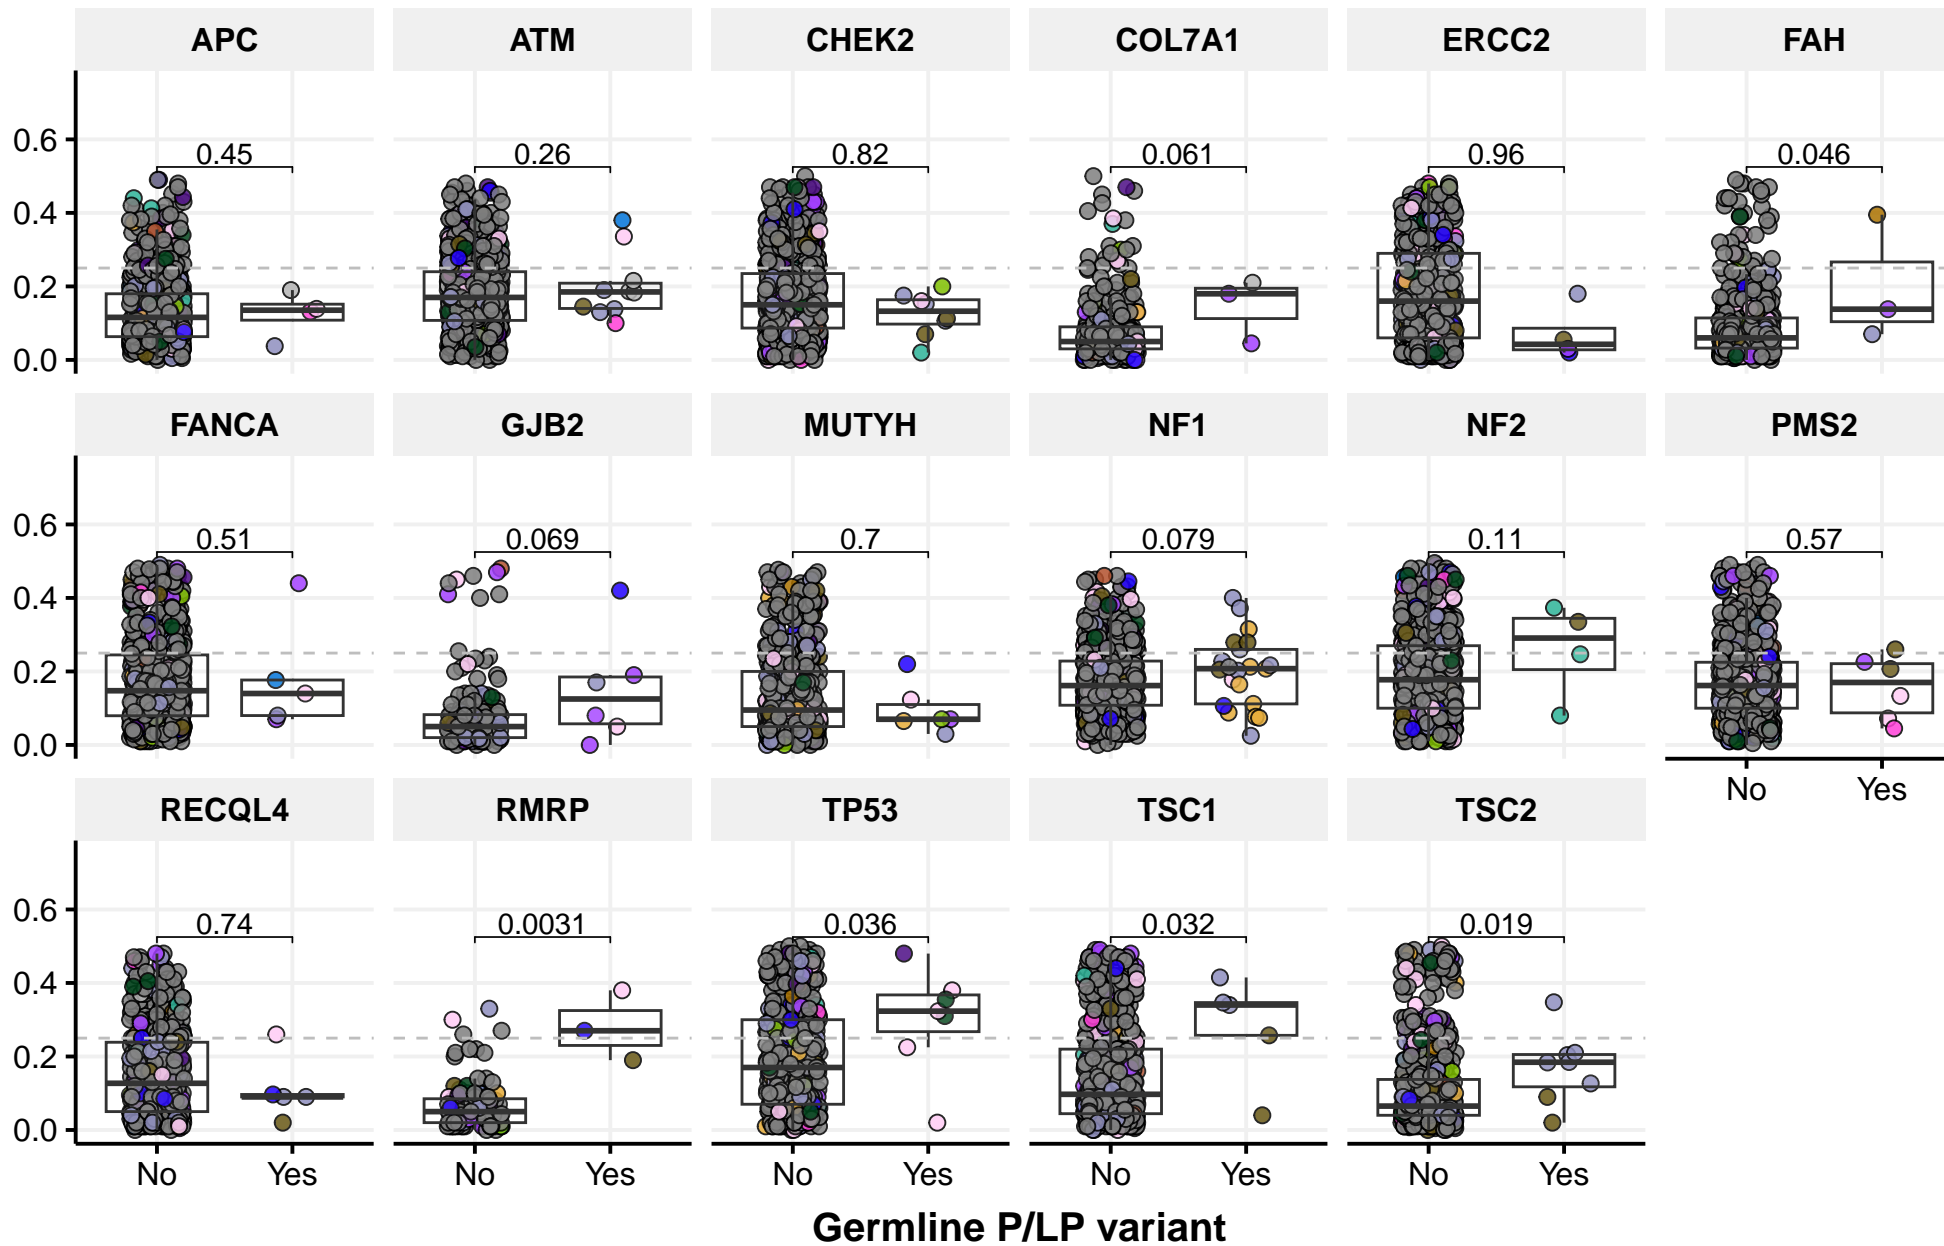 APC ATM CHEK2 COL7A1 ERCC2 FAH
0.6 0.45 0.26 0.82 0.061 0.96 0.046
0.4
0.2
0.0
FANCA GJB2 MUTYH NF1 NF2 PMS2
0.6 0.51 0.069 0.7 0.079 0.11 0.57
0.4
0.2
0.0
No Yes
RECQL4 RMRP TP53 TSC1 TSC2
0.6 0.74 0.0031 0.036 0.032 0.019
0.4
0.2
0.0
No Yes No Yes No Yes No Yes No Yes
Germline P/LP variant